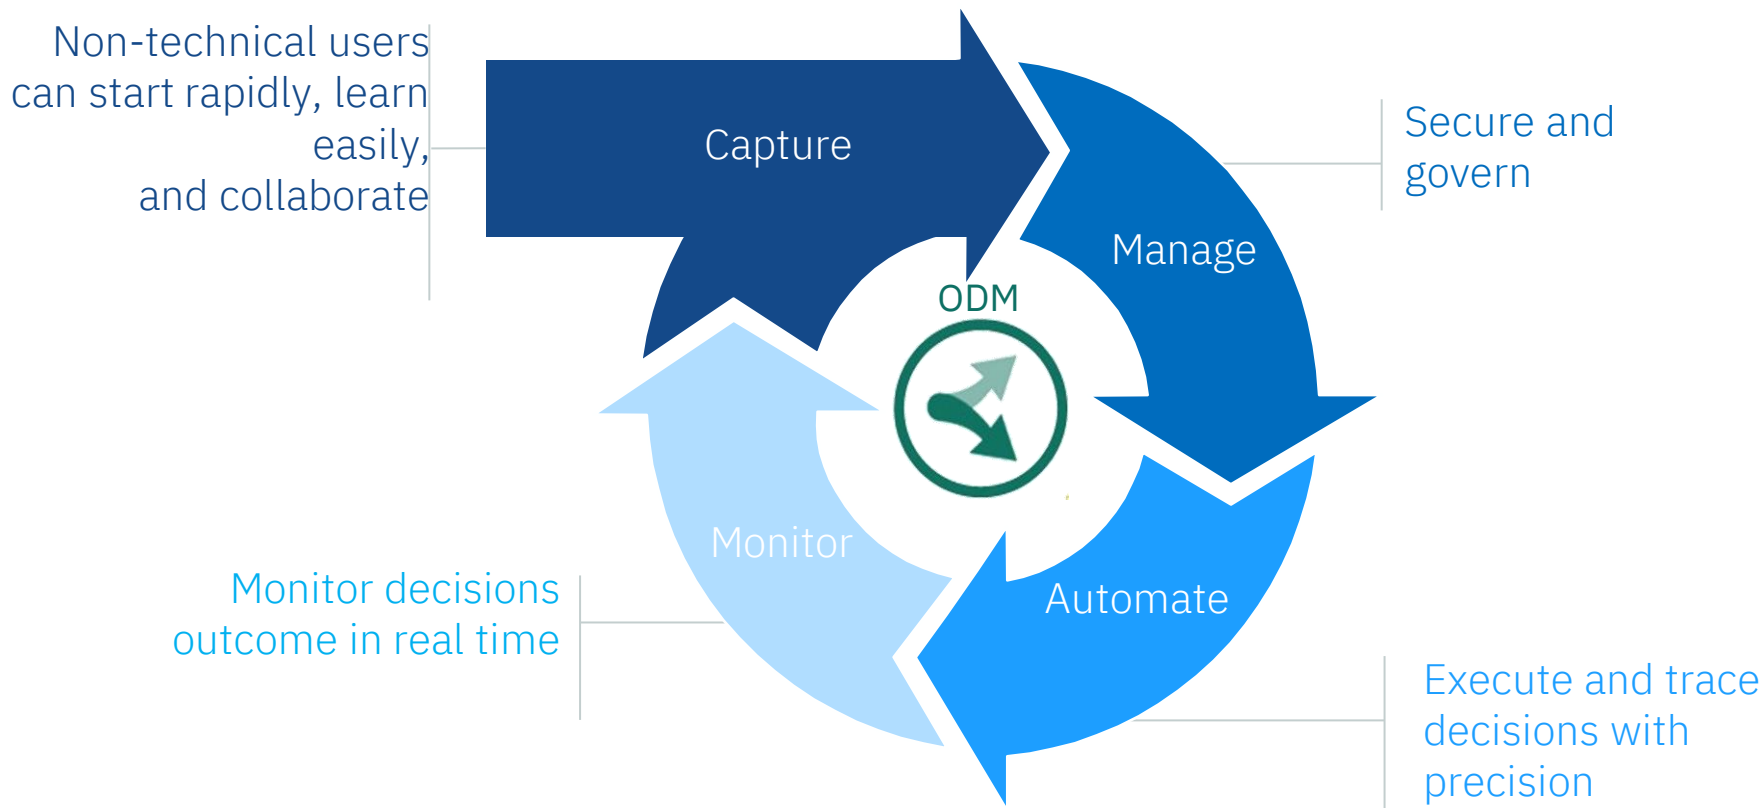 Non-technical users
can start rapidly, learn
easily,
and collaborate
Capture
Secure and
govern
Manage
ODM
Monitor
Automate
Monitor decisions
outcome in real time
Execute and trace
decisions with
precision